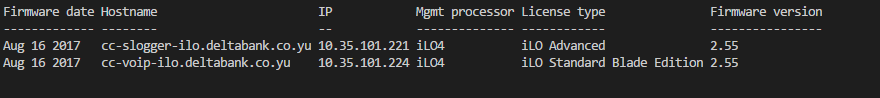 Firmware date Hostname                         IP            Mgmt processor License type                Firmware version
------------- --------                         --            -------------- ------------                ----------------
Aug 16 2017   cc-slogger-ilo.deltabank.co.yu 10.35.101.221 iLO4           iLO Advanced                2.55
Aug 16 2017   cc-voip-ilo.deltabank.co.yu    10.35.101.224 iLO4           iLO Standard Blade Edition 2.55